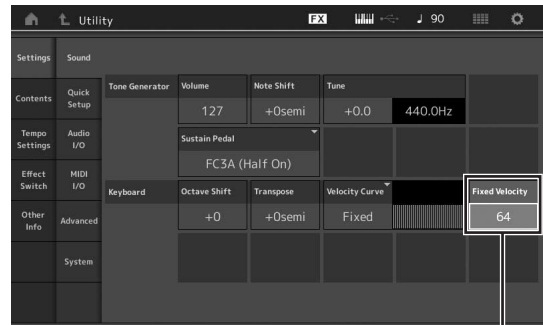 Utility FX ♩ 90
Settings Sound
Tone Generator Volume Note Shift Tune
127 +0semi +0.0 440.0Hz
Contents Quick Setup
Sustain Pedal
FC3A (Half On)
Tempo Settings Audio I/O
Effect Switch MIDI I/O
Keyboard Octave Shift Transpose Velocity Curve Fixed Velocity
+0 +0semi Fixed 64
Other Info Advanced
System